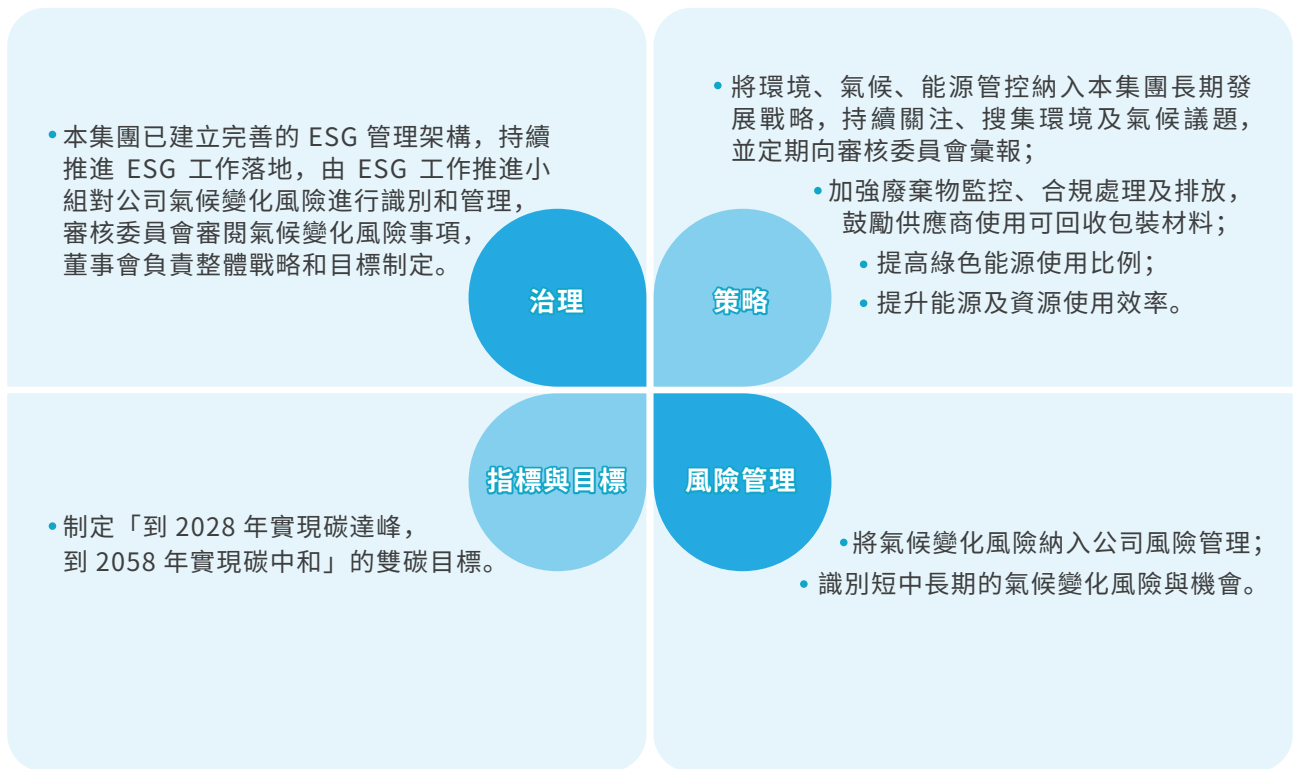 •本集團已建立完善的 ESG 管理架構，持續
推進 ESG 工作落地，由 ESG 工作推進小
組對公司氣候變化風險進行識別和管理，
審核委員會審閱氣候變化風險事項，
董事會負責整體戰略和目標制定。
治理
•將環境、氣候、能源管控納入本集團長期發
展戰略，持續關注、搜集環境及氣候議題，
並定期向審核委員會彙報；
•加強廢棄物監控、合規處理及排放，
鼓勵供應商使用可回收包裝材料；
•提高綠色能源使用比例；
•提升能源及資源使用效率。
策略
指標與目標
•制定「到 2028 年實現碳達峰，
到 2058 年實現碳中和」的雙碳目標。
風險管理
•將氣候變化風險納入公司風險管理；
•識別短中長期的氣候變化風險與機會。